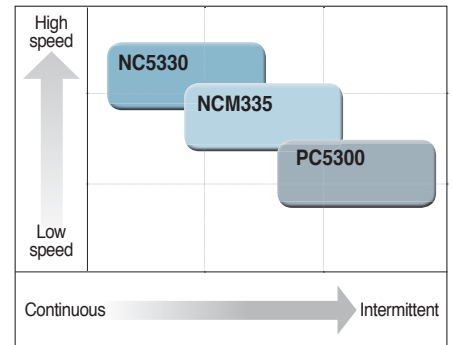 High
speed
NC5330
NCM335
PC5300
Low
speed
Continuous
Intermittent